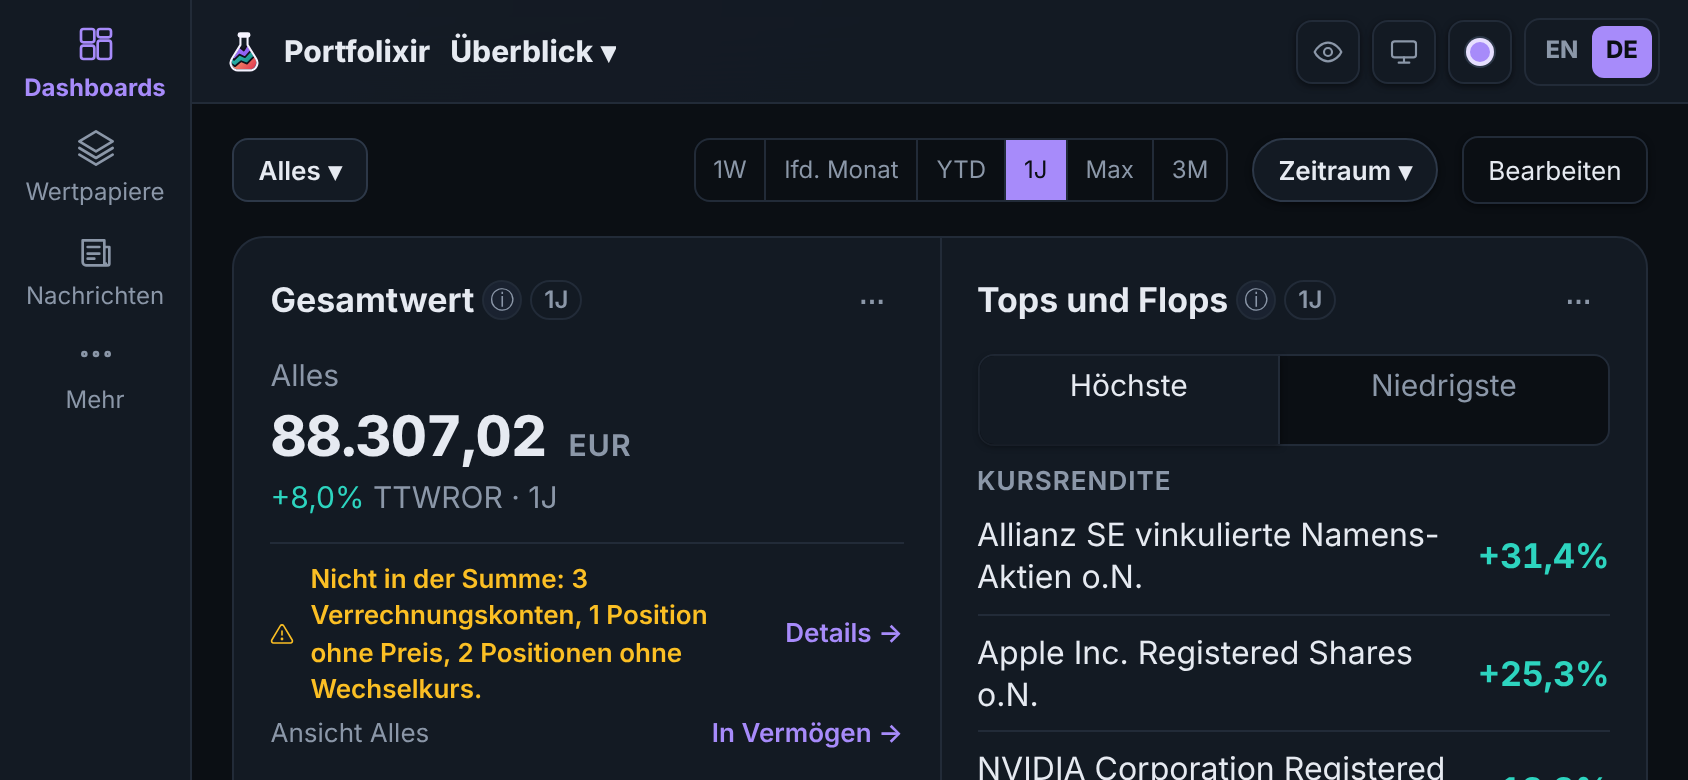 Dashboards
Wertpapiere
Nachrichten
Mehr
Portfolixir Überblick ▾
EN DE
Alles ▾
1W lfd. Monat YTD 1J Max 3M
Zeitraum ▾
Bearbeiten
Gesamtwert ⓘ 1J ...
Alles
88.307,02 EUR
+8,0% TTWROR · 1J
Nicht in der Summe: 3
Verrechnungskonten, 1 Position
ohne Preis, 2 Positionen ohne
Wechselkurs.
Details →
Ansicht Alles
In Vermögen →
Tops und Flops ⓘ 1J ...
Höchste Niedrigste
KURSRENDITE
Allianz SE vinkulierte Namens-
Aktien o.N.
+31,4%
Apple Inc. Registered Shares
o.N.
+25,3%
NVIDIA Corporation Registered